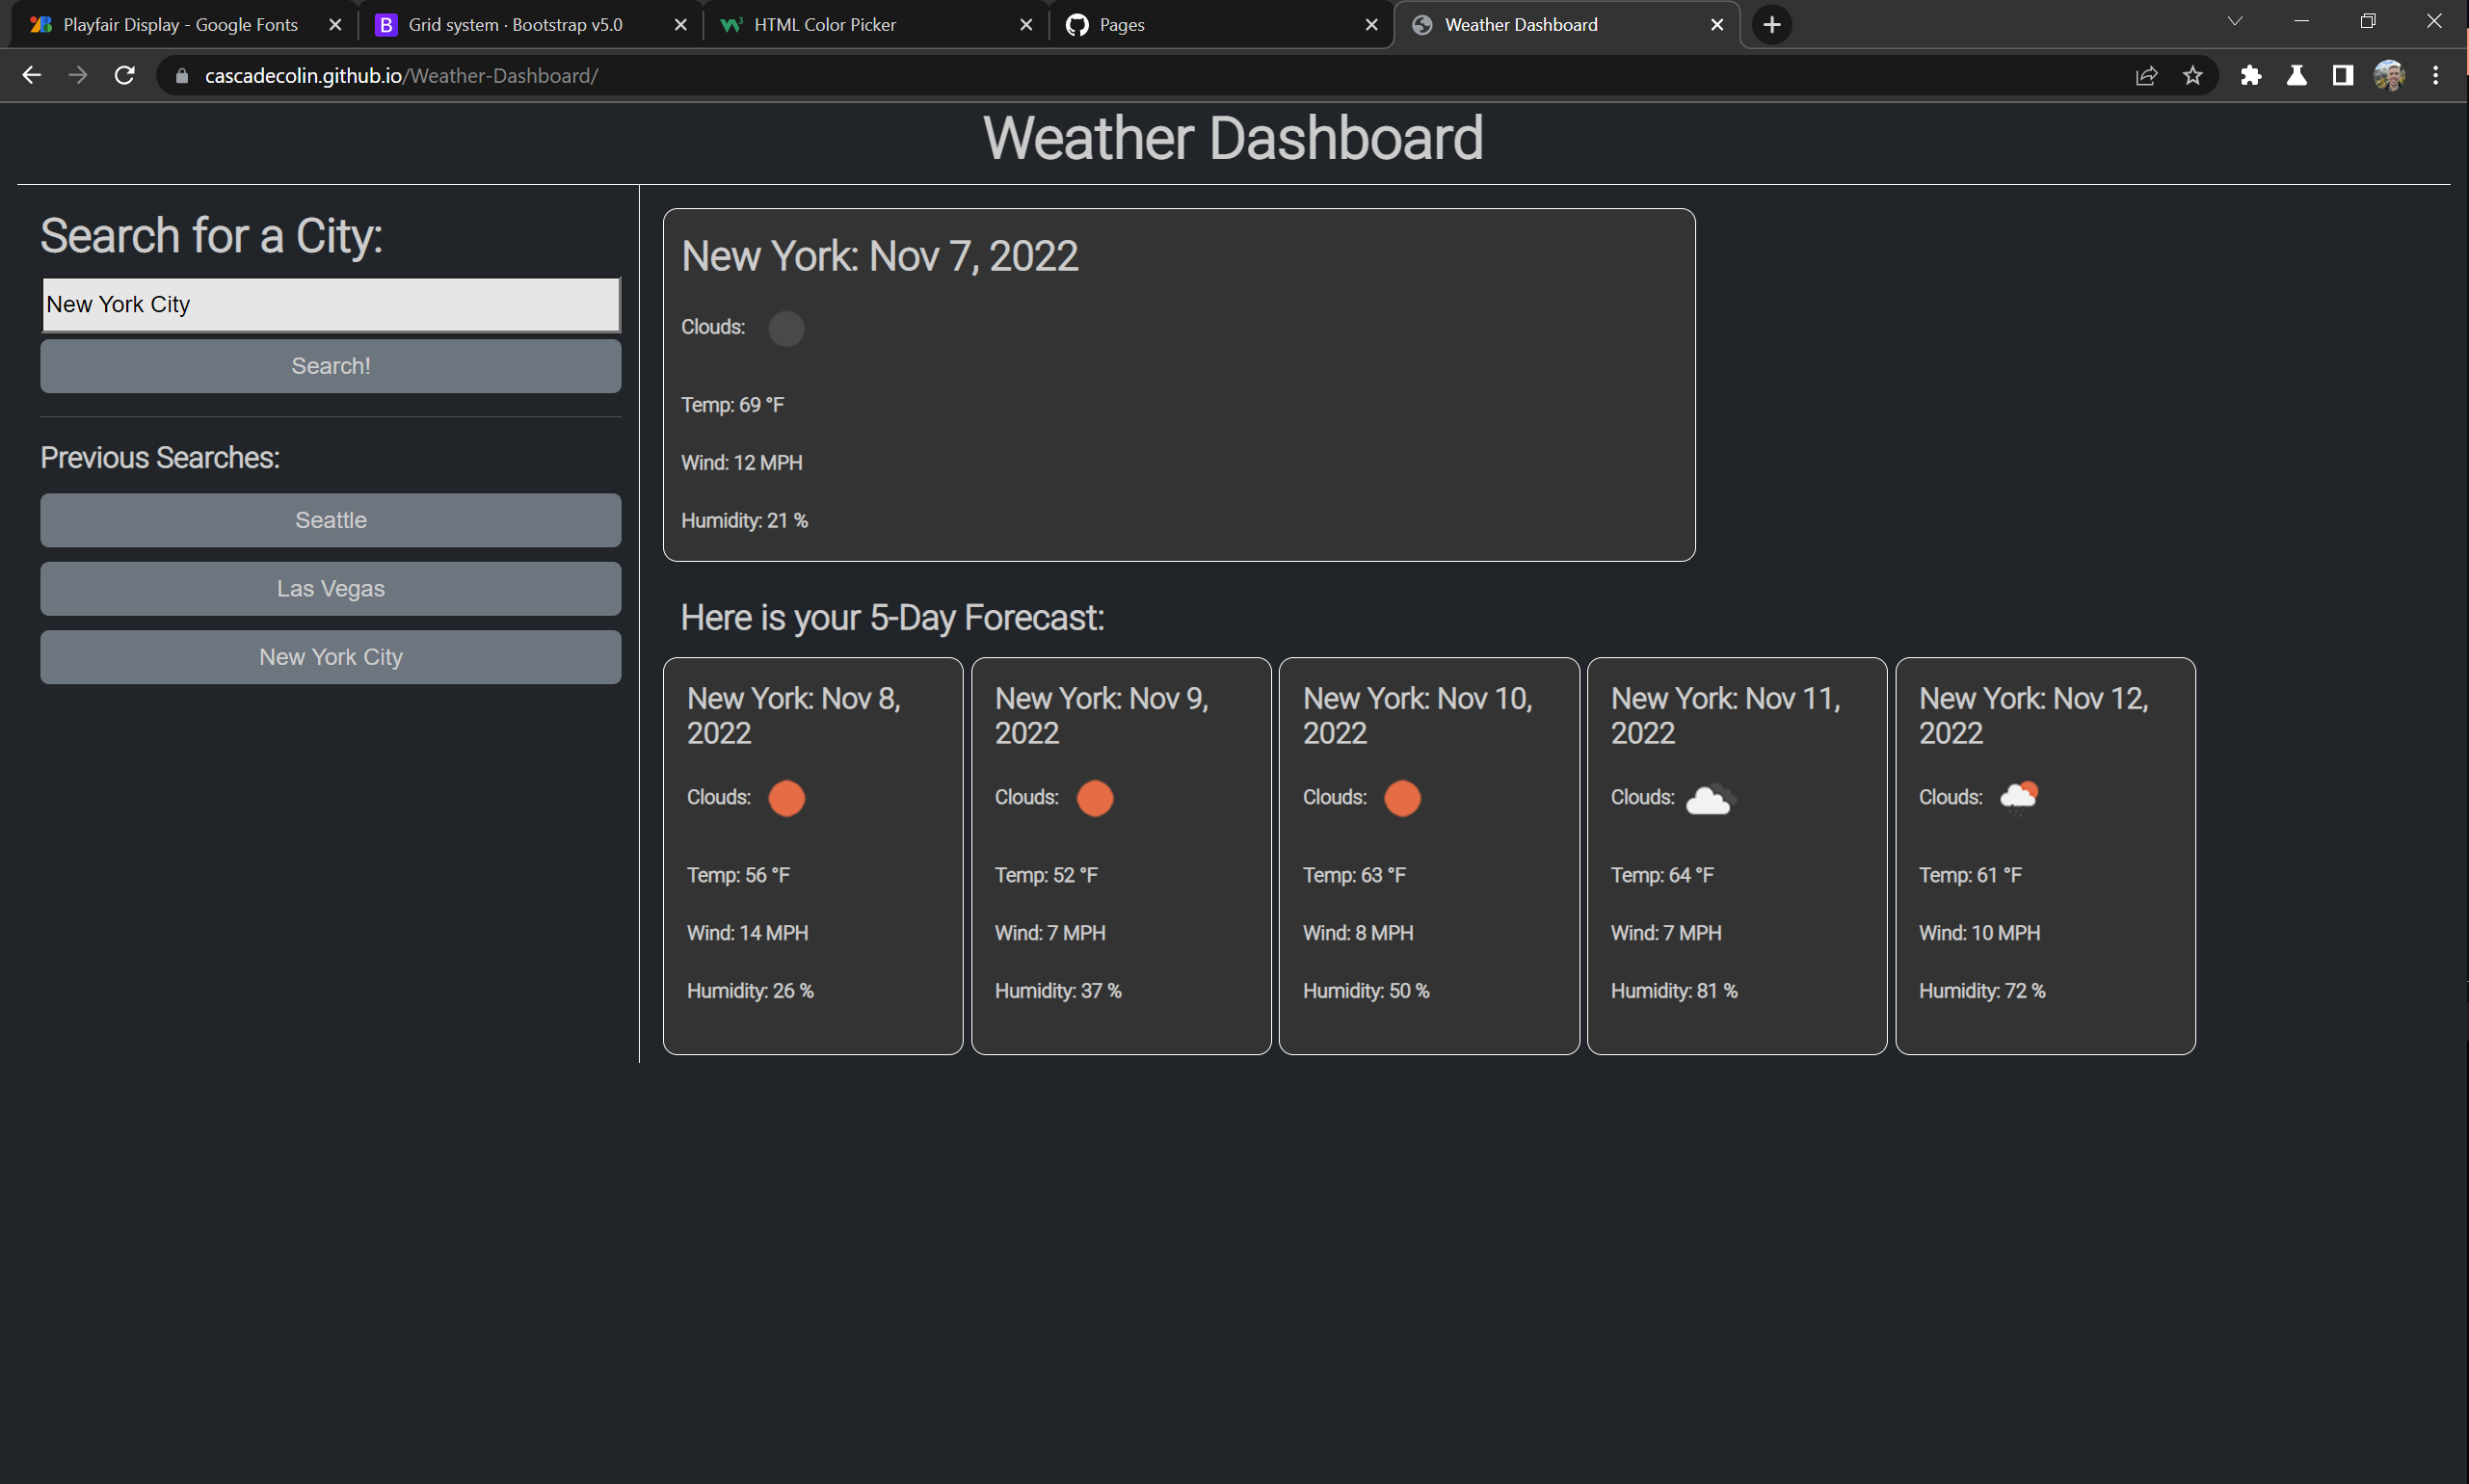 Playfair Display - Google Fonts
B
Grid system · Bootstrap v5.0
HTML Color Picker
Pages
Weather Dashboard
cascadecolin.github.io/Weather-Dashboard/
Weather Dashboard
Search for a City:
New York City
Search!
Previous Searches:
Seattle
Las Vegas
New York City
New York: Nov 7, 2022
Clouds:
Temp: 69 °F
Wind: 12 MPH
Humidity: 21 %
Here is your 5-Day Forecast:
New York: Nov 8,
2022
Clouds:
Temp: 56 °F
Wind: 14 MPH
Humidity: 26 %
New York: Nov 9,
2022
Clouds:
Temp: 52 °F
Wind: 7 MPH
Humidity: 37 %
New York: Nov 10,
2022
Clouds:
Temp: 63 °F
Wind: 8 MPH
Humidity: 50 %
New York: Nov 11,
2022
Clouds:
Temp: 64 °F
Wind: 7 MPH
Humidity: 81 %
New York: Nov 12,
2022
Clouds:
Temp: 61 °F
Wind: 10 MPH
Humidity: 72 %